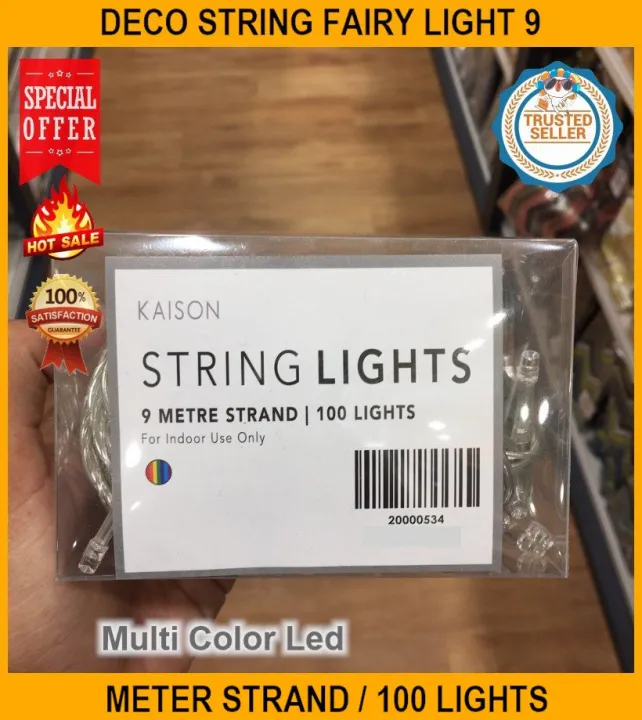 DECO STRING FAIRY LIGHT 9
SPECIAL
OFFER
TRUSTED
SELLER
HOT SALE
100%
SATISFACTION
GUARANTEE
KAISON
STRING LIGHTS
9 METRE STRAND | 100 LIGHTS
For Indoor Use Only
20000534
Multi Color Led
METER STRAND / 100 LIGHTS